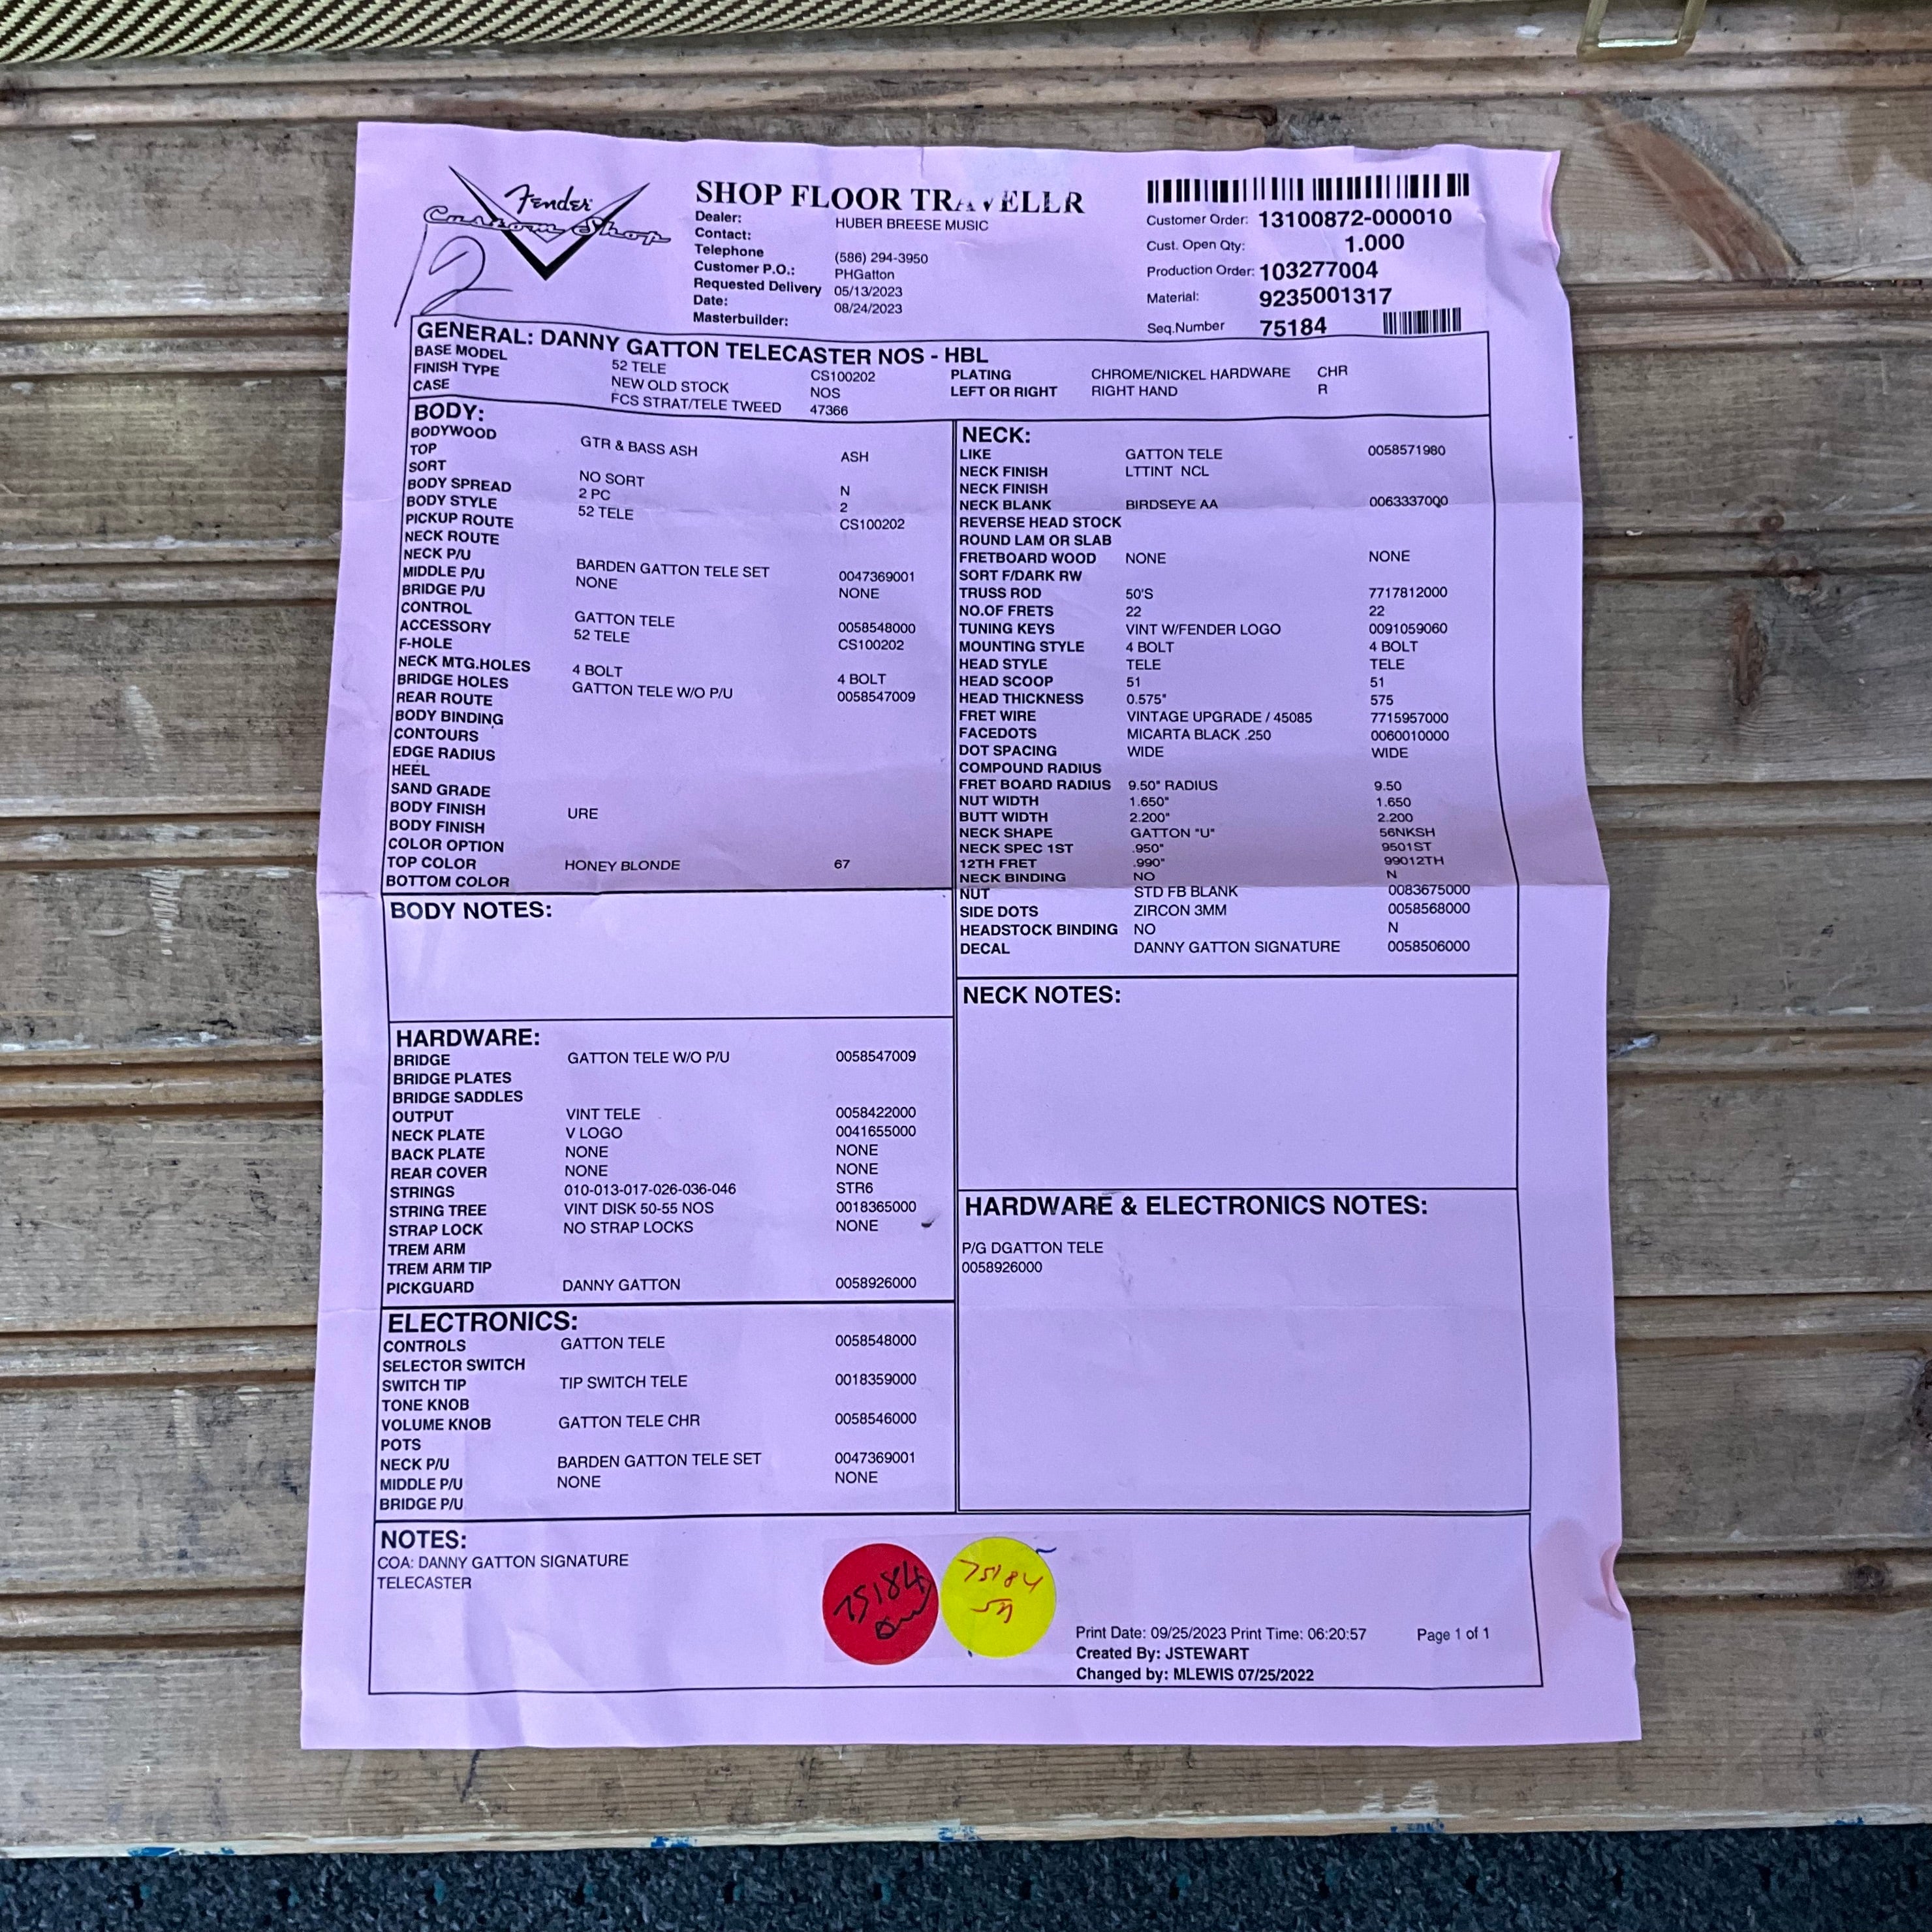 Fender
Custom Shop
R
SHOP FLOOR TRAVELLR
Dealer: HUBER BREESE MUSIC
Contact:
Telephone (586) 294-3950
Customer P.O.: PHGatton
Requested Delivery 05/13/2023
Date: 08/24/2023
Masterbuilder:
Customer Order: 13100872-000010
Cust. Open Qty: 1.000
Production Order: 103277004
Material: 9235001317
Seq.Number 75184
GENERAL: DANNY GATTON TELECASTER NOS - HBL
BASE MODEL 52 TELE CS100202 PLATING CHROME/NICKEL HARDWARE CHR
FINISH TYPE NEW OLD STOCK NOS LEFT OR RIGHT RIGHT HAND R
CASE FCS STRAT/TELE TWEED 47366
BODY:
BODYWOOD GTR & BASS ASH ASH
TOP
SORT NO SORT N
BODY SPREAD 2 PC 2
BODY STYLE 52 TELE CS100202
PICKUP ROUTE
NECK ROUTE
NECK P/U BARDEN GATTON TELE SET 0047369001
MIDDLE P/U NONE NONE
BRIDGE P/U
CONTROL GATTON TELE 0058548000
ACCESSORY 52 TELE CS100202
F-HOLE
NECK MTG.HOLES 4 BOLT 4 BOLT
BRIDGE HOLES GATTON TELE W/O P/U 0058547009
REAR ROUTE
BODY BINDING
CONTOURS
EDGE RADIUS
HEEL
SAND GRADE
BODY FINISH URE
BODY FINISH
COLOR OPTION
TOP COLOR HONEY BLONDE 67
BOTTOM COLOR
BODY NOTES:
HARDWARE:
BRIDGE GATTON TELE W/O P/U 0058547009
BRIDGE PLATES
BRIDGE SADDLES
OUTPUT VINT TELE 0058422000
NECK PLATE V LOGO 0041655000
BACK PLATE NONE NONE
REAR COVER NONE NONE
STRINGS 010-013-017-026-036-046 STR6
STRING TREE VINT DISK 50-55 NOS 0018365000
STRAP LOCK NO STRAP LOCKS NONE
TREM ARM
TREM ARM TIP
PICKGUARD DANNY GATTON 0058926000
ELECTRONICS:
CONTROLS GATTON TELE 0058548000
SELECTOR SWITCH
SWITCH TIP TIP SWITCH TELE 0018359000
TONE KNOB
VOLUME KNOB GATTON TELE CHR 0058546000
POTS
NECK P/U BARDEN GATTON TELE SET 0047369001
MIDDLE P/U NONE NONE
BRIDGE P/U
NECK:
LIKE GATTON TELE 0058571980
NECK FINISH LTTINT NCL
NECK FINISH
NECK BLANK BIRDSEYE AA 0063337000
REVERSE HEAD STOCK
ROUND LAM OR SLAB
FRETBOARD WOOD NONE NONE
SORT F/DARK RW
TRUSS ROD 50'S 7717812000
NO.OF FRETS 22 22
TUNING KEYS VINT W/FENDER LOGO 0091059060
MOUNTING STYLE 4 BOLT 4 BOLT
HEAD STYLE TELE TELE
HEAD SCOOP 51 51
HEAD THICKNESS 0.575" 575
FRET WIRE VINTAGE UPGRADE / 45085 7715957000
FACEDOTS MICARTA BLACK .250 0060010000
DOT SPACING WIDE WIDE
COMPOUND RADIUS
FRET BOARD RADIUS 9.50" RADIUS 9.50
NUT WIDTH 1.650" 1.650
BUTT WIDTH 2.200" 2.200
NECK SHAPE GATTON "U" 56NKSH
NECK SPEC 1ST .950" 9501ST
12TH FRET .990" 99012TH
NECK BINDING NO N
NUT STD FB BLANK 0083675000
SIDE DOTS ZIRCON 3MM 0058568000
HEADSTOCK BINDING NO N
DECAL DANNY GATTON SIGNATURE 0058506000
NECK NOTES:
HARDWARE & ELECTRONICS NOTES:
P/G DGATTON TELE
0058926000
NOTES:
COA: DANNY GATTON SIGNATURE
TELECASTER
75184
75184
Print Date: 09/25/2023 Print Time: 06:20:57 Page 1 of 1
Created By: JSTEWART
Changed by: MLEWIS 07/25/2022